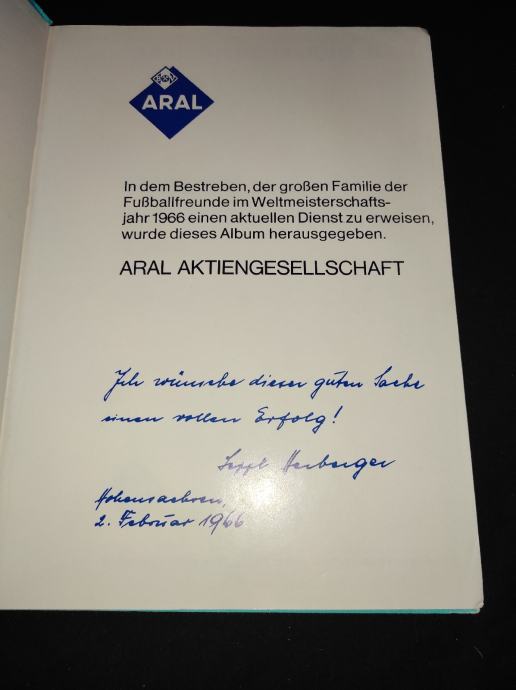 ARAL
In dem Bestreben, der großen Familie der
Fußballfreunde im Weltmeisterschafts-
jahr 1966 einen aktuellen Dienst zu erweisen,
wurde dieses Album herausgegeben.
ARAL AKTIENGESELLSCHAFT
Ich wünsche dieser guten Sache
einen vollen Erfolg!
Seppl Herberger
Hohensachsen,
2. Februar 1966